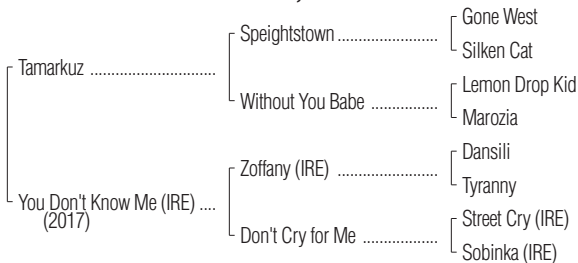 Gone West
Speightstown ........................
Silken Cat
Tamarkuz ..............................
Lemon Drop Kid
Without You Babe ................
Marozia
Dansili
Zoffany (IRE) ........................
Tyranny
You Don't Know Me (IRE) ....
(2017)
Street Cry (IRE)
Don't Cry for Me ..................
Sobinka (IRE)